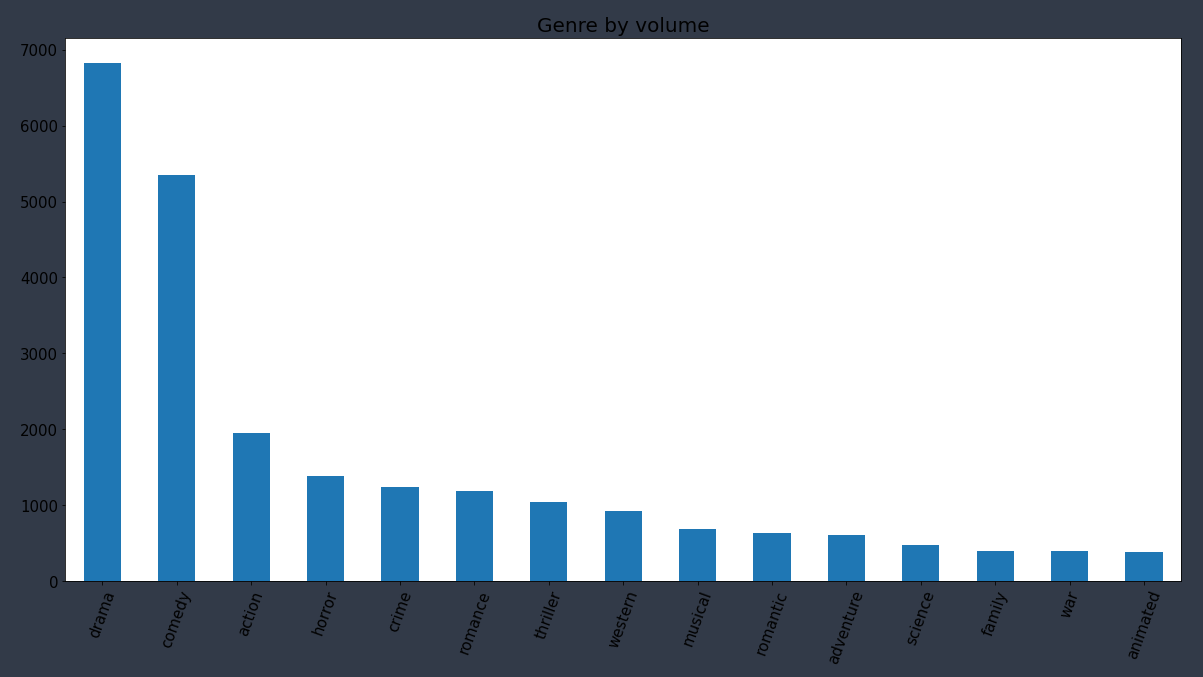 Genre by volume
7000
6000
5000
4000
3000
2000
1000
0
drama
comedy
action
horror
crime
romance
thriller
western
musical
romantic
adventure
science
family
war
animated